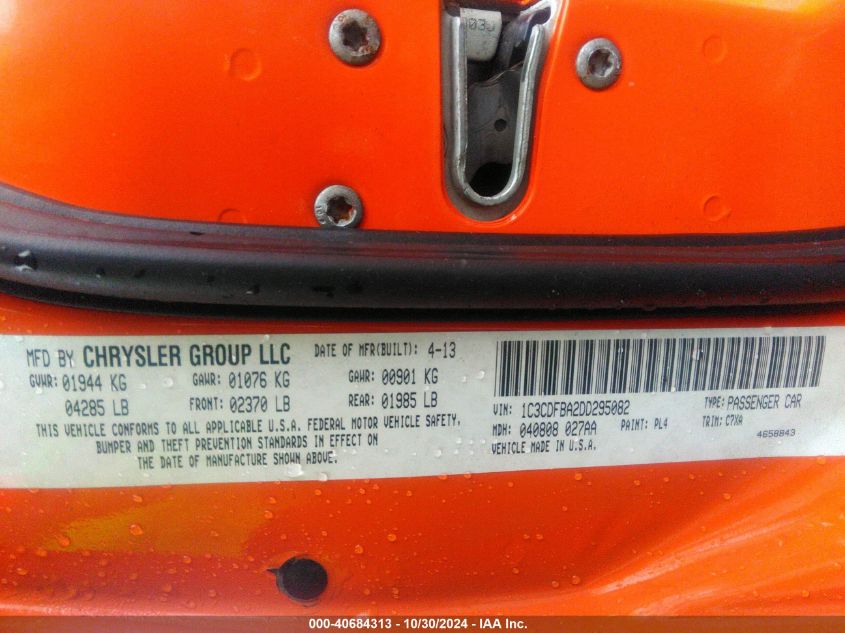 03J
MFD BY CHRYSLER GROUP LLC DATE OF MFR(BUILT): 4-13
GVWR: 01944 KG GAWR: 01076 KG GAWR: 00901 KG
04285 LB FRONT: 02370 LB REAR: 01985 LB
THIS VEHICLE CONFORMS TO ALL APPLICABLE U.S.A. FEDERAL MOTOR VEHICLE SAFETY,
BUMPER AND THEFT PREVENTION STANDARDS IN EFFECT ON
THE DATE OF MANUFACTURE SHOWN ABOVE.
VIN: 1C3CDFBA2DD295082 TYPE: PASSENGER CAR
MDH: 040808 027AA PAINT: PL4 TRIM: C7XA
VEHICLE MADE IN U.S.A. 4658843
000-40684313 - 10/30/2024 - IAA Inc.